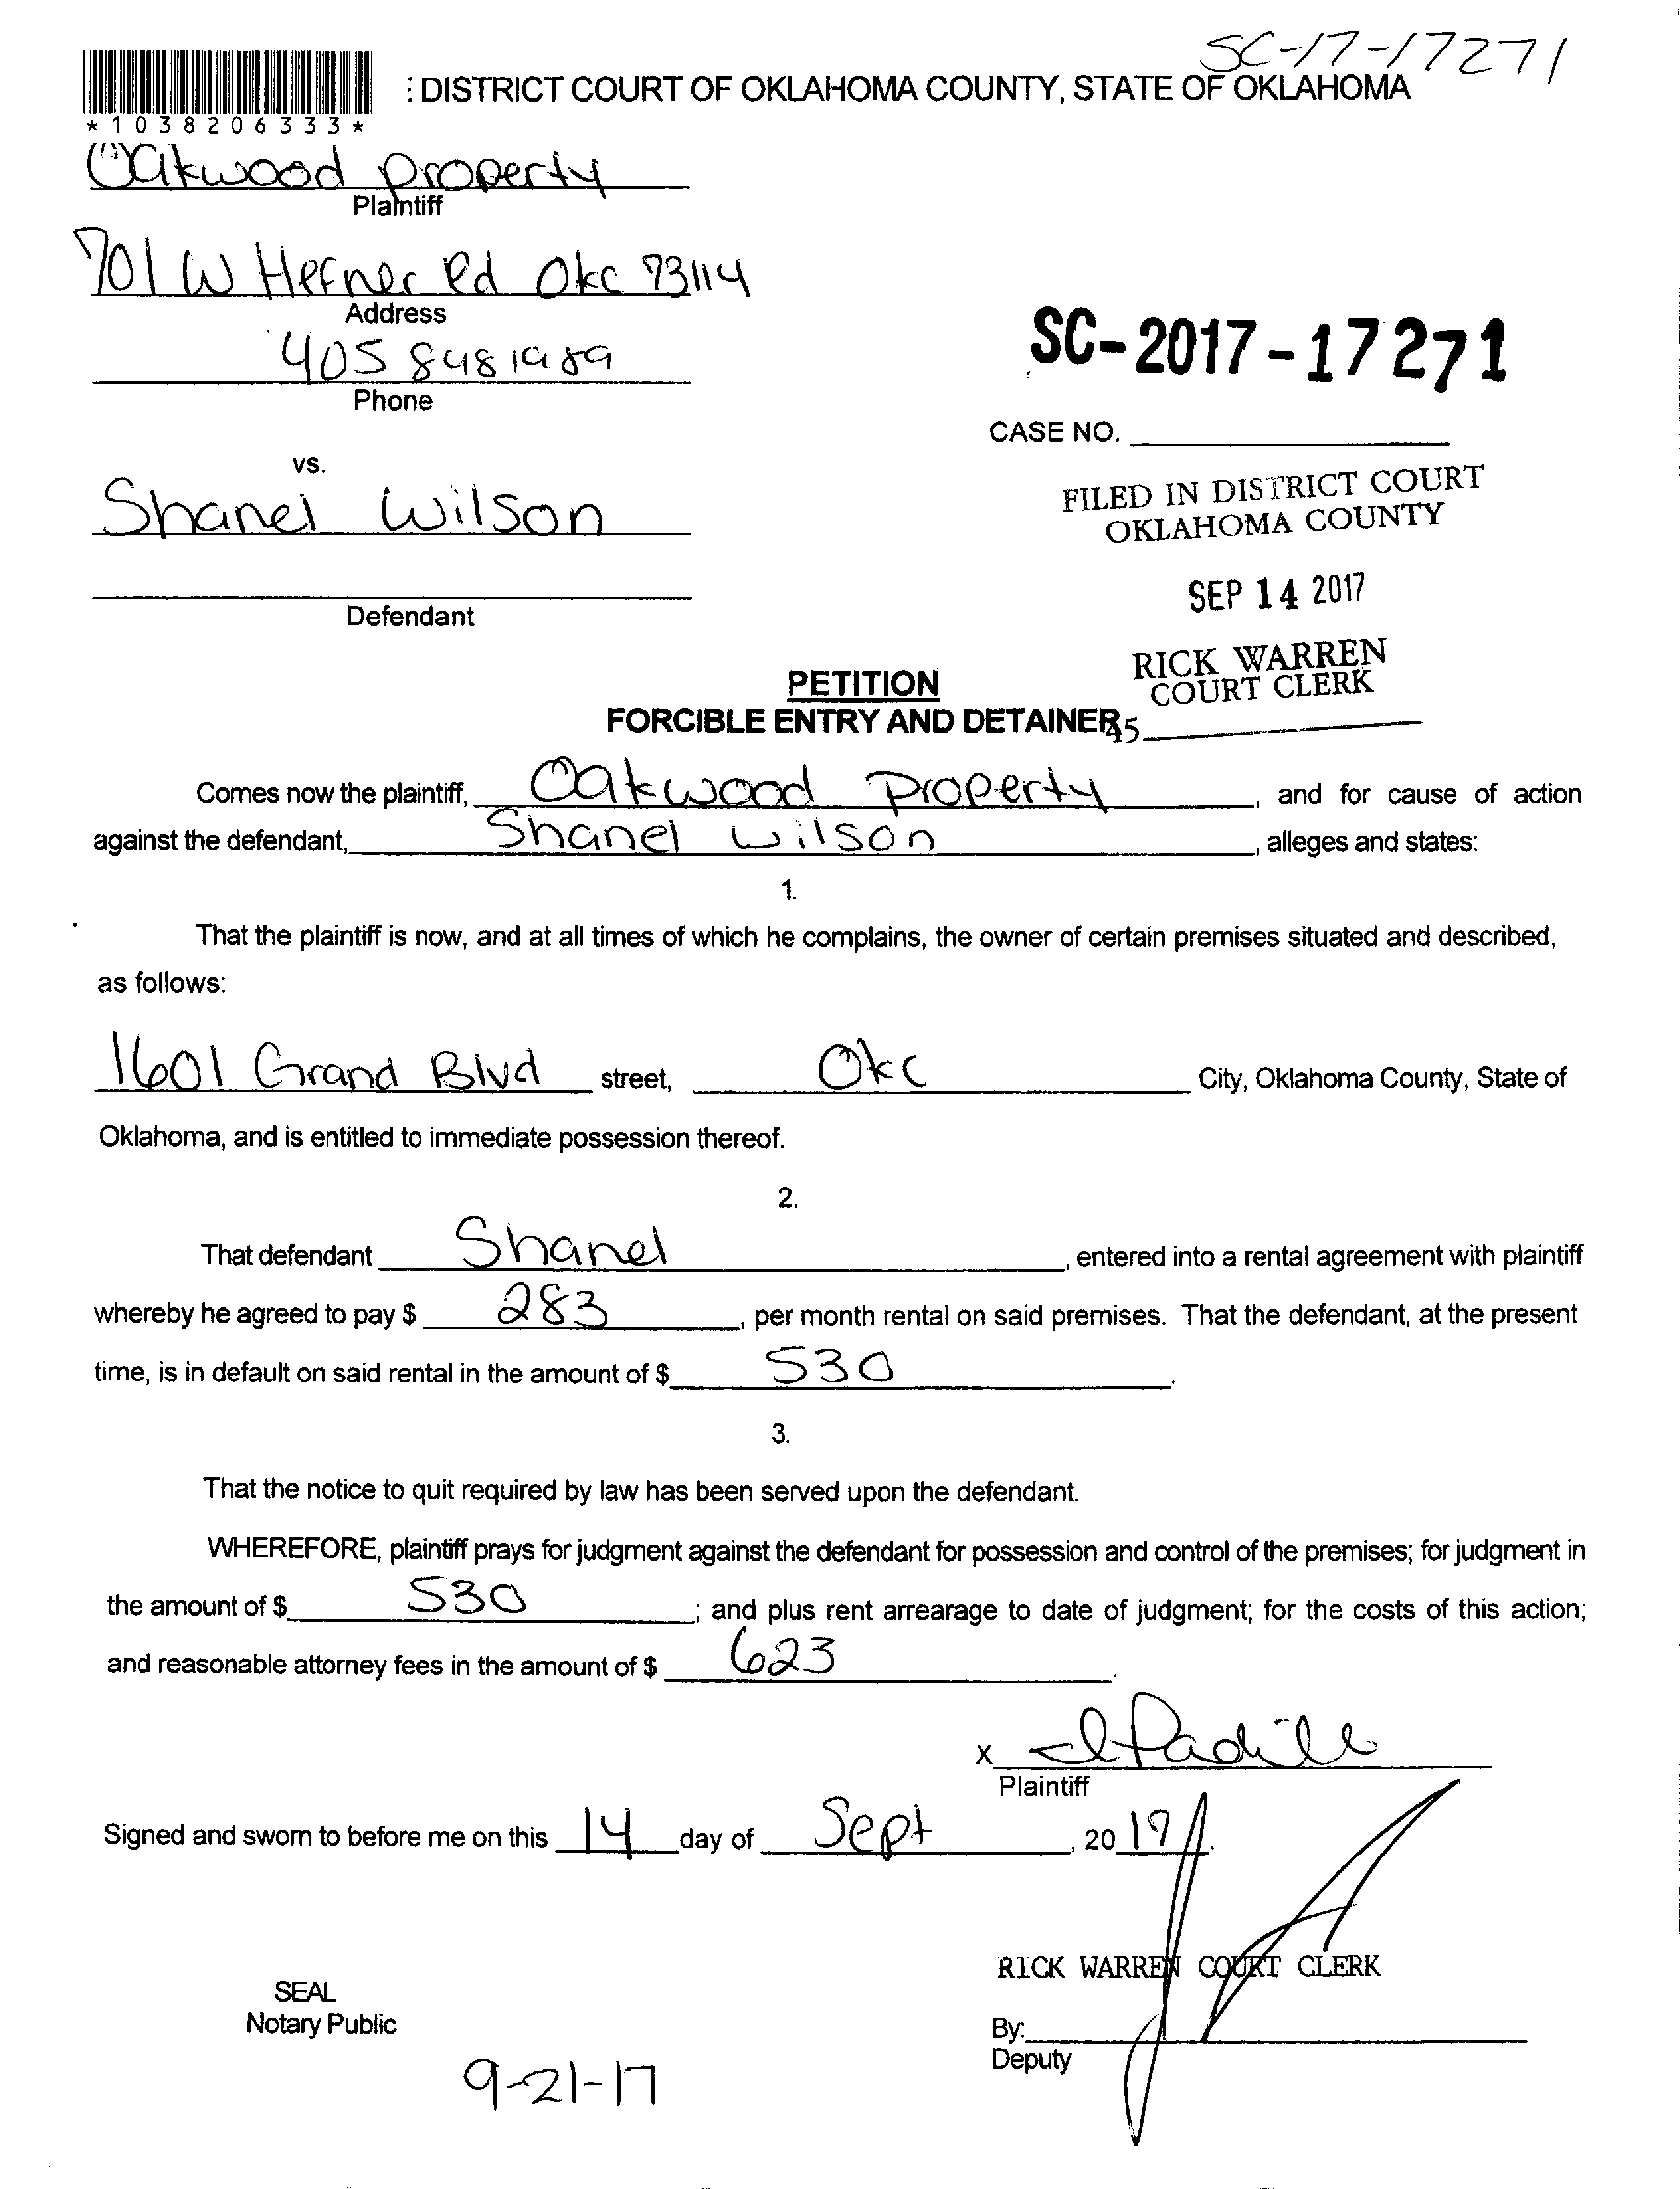 SC-17-17271
: DISTRICT COURT OF OKLAHOMA COUNTY, STATE OF OKLAHOMA
* 1 0 3 8 2 0 6 3 3 3 *
Oakwood property
Plaintiff
701 W Hefner Rd Okc 73114
Address
405 848 1989
Phone
SC-2017-17271
CASE NO.
vs.
Shanel Wilson
FILED IN DISTRICT COURT
OKLAHOMA COUNTY
SEP 14 2017
Defendant
RICK WARREN
COURT CLERK
PETITION
FORCIBLE ENTRY AND DETAINER
45
Comes now the plaintiff, Oakwood Property, and for cause of action
against the defendant, Shanel Wilson, alleges and states:
1.
That the plaintiff is now, and at all times of which he complains, the owner of certain premises situated and described,
as follows:
1601 Grand Blvd street, Okc City, Oklahoma County, State of
Oklahoma, and is entitled to immediate possession thereof.
2.
That defendant Shanel, entered into a rental agreement with plaintiff
whereby he agreed to pay $ 283, per month rental on said premises. That the defendant, at the present
time, is in default on said rental in the amount of $ 530.
3.
That the notice to quit required by law has been served upon the defendant.
WHEREFORE, plaintiff prays for judgment against the defendant for possession and control of the premises; for judgment in
the amount of $ 530; and plus rent arrearage to date of judgment; for the costs of this action;
and reasonable attorney fees in the amount of $ 623.
x
Plaintiff
Signed and sworn to before me on this 14 day of Sept, 2017.
RICK WARREN COURT CLERK
SEAL
Notary Public
By:
Deputy
9-21-17